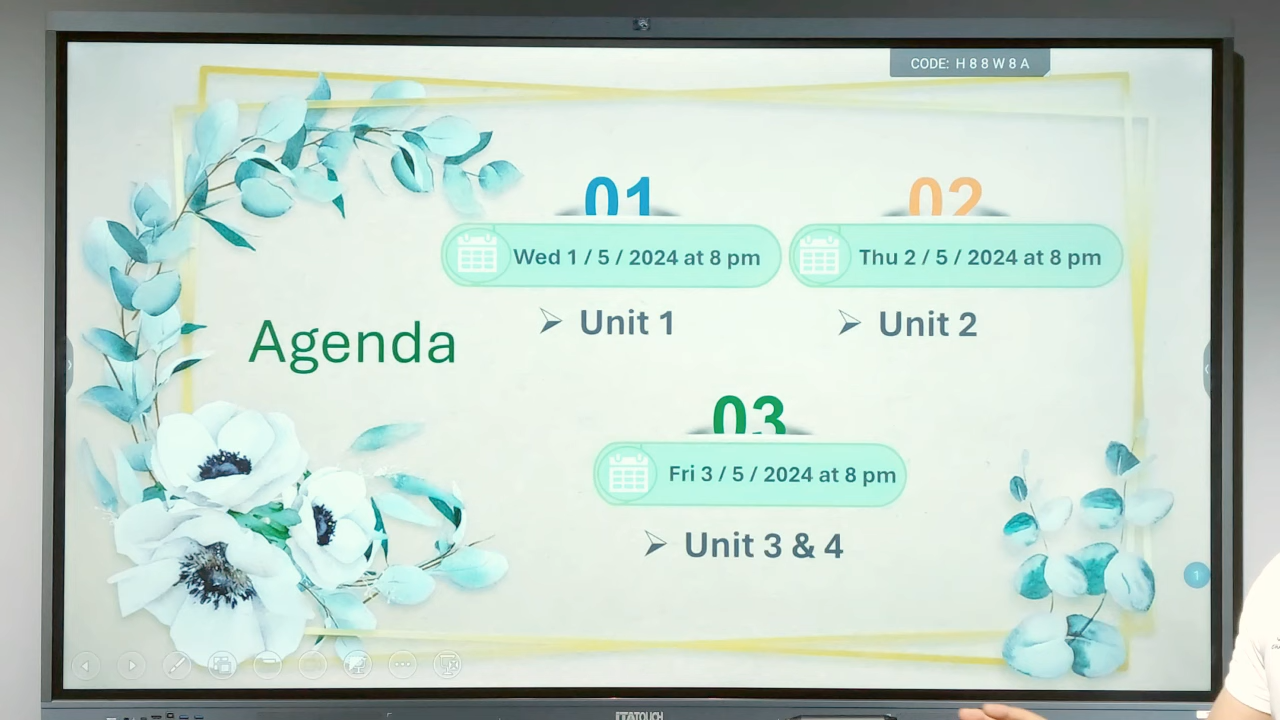 CODE: H 8 8 W 8 A
01
02
Wed 1 / 5 / 2024 at 8 pm
Thu 2 / 5 / 2024 at 8 pm
Unit 1
Unit 2
Agenda
03
Fri 3 / 5 / 2024 at 8 pm
Unit 3 & 4
1
ITATOUCH